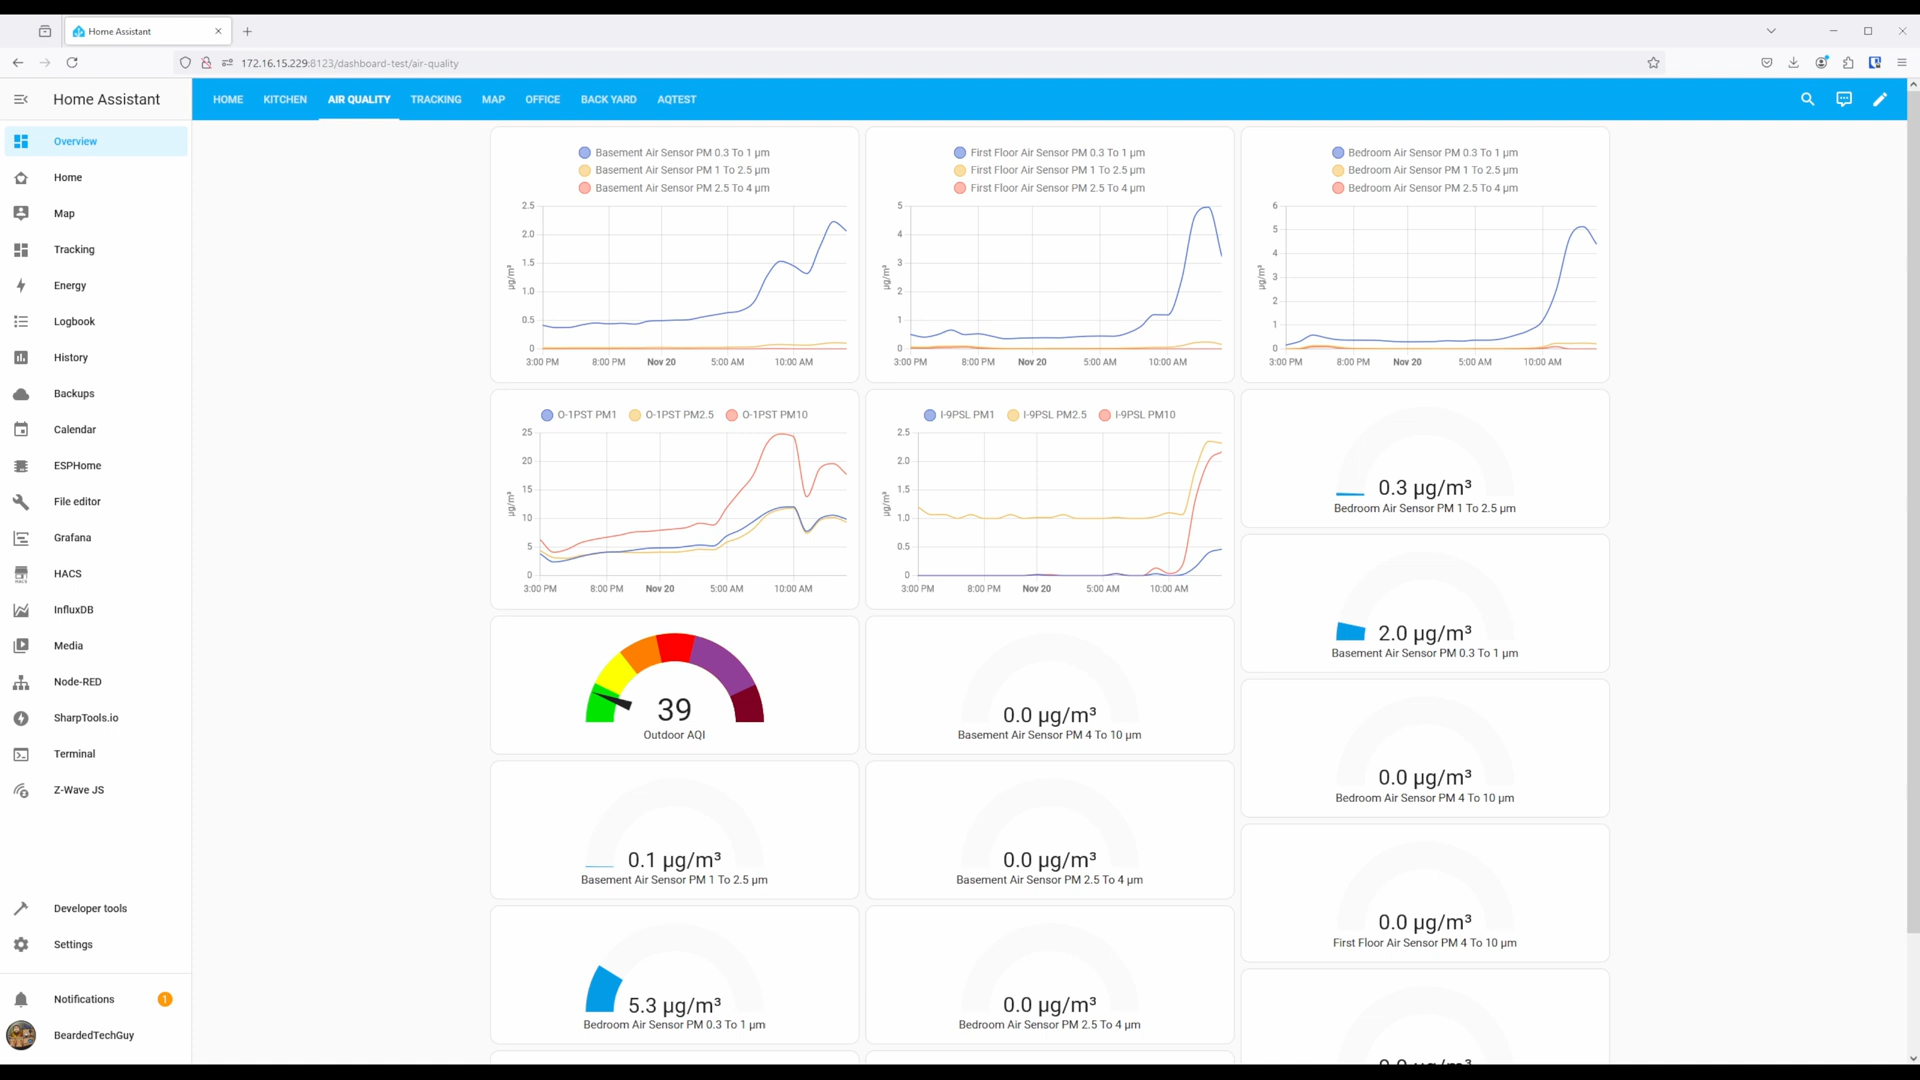 Home Assistant
172.16.15.229:8123/dashboard-test/air-quality
Home Assistant
HOME
KITCHEN
AIR QUALITY
TRACKING
MAP
OFFICE
BACK YARD
AQTEST
Overview
Home
Map
Tracking
Energy
Logbook
History
Backups
Calendar
ESPHome
File editor
Grafana
HACS
InfluxDB
Media
Node-RED
SharpTools.io
Terminal
Z-Wave JS
Developer tools
Settings
Notifications
1
BeardedTechGuy
Basement Air Sensor PM 0.3 To 1 µm
Basement Air Sensor PM 1 To 2.5 µm
Basement Air Sensor PM 2.5 To 4 µm
2.5
2.0
1.5
1.0
0.5
0
µg/m³
3:00 PM
8:00 PM
Nov 20
5:00 AM
10:00 AM
First Floor Air Sensor PM 0.3 To 1 µm
First Floor Air Sensor PM 1 To 2.5 µm
First Floor Air Sensor PM 2.5 To 4 µm
5
4
3
2
1
0
µg/m³
3:00 PM
8:00 PM
Nov 20
5:00 AM
10:00 AM
Bedroom Air Sensor PM 0.3 To 1 µm
Bedroom Air Sensor PM 1 To 2.5 µm
Bedroom Air Sensor PM 2.5 To 4 µm
6
5
4
3
2
1
0
µg/m³
3:00 PM
8:00 PM
Nov 20
5:00 AM
10:00 AM
O-1PST PM1
O-1PST PM2.5
O-1PST PM10
25
20
15
10
5
0
µg/m³
3:00 PM
8:00 PM
Nov 20
5:00 AM
10:00 AM
I-9PSL PM1
I-9PSL PM2.5
I-9PSL PM10
2.5
2.0
1.5
1.0
0.5
0
µg/m³
3:00 PM
8:00 PM
Nov 20
5:00 AM
10:00 AM
0.3 µg/m³
Bedroom Air Sensor PM 1 To 2.5 µm
2.0 µg/m³
Basement Air Sensor PM 0.3 To 1 µm
39
Outdoor AQI
0.0 µg/m³
Basement Air Sensor PM 4 To 10 µm
0.0 µg/m³
Bedroom Air Sensor PM 4 To 10 µm
0.1 µg/m³
Basement Air Sensor PM 1 To 2.5 µm
0.0 µg/m³
Basement Air Sensor PM 2.5 To 4 µm
0.0 µg/m³
First Floor Air Sensor PM 4 To 10 µm
5.3 µg/m³
Bedroom Air Sensor PM 0.3 To 1 µm
0.0 µg/m³
Bedroom Air Sensor PM 2.5 To 4 µm